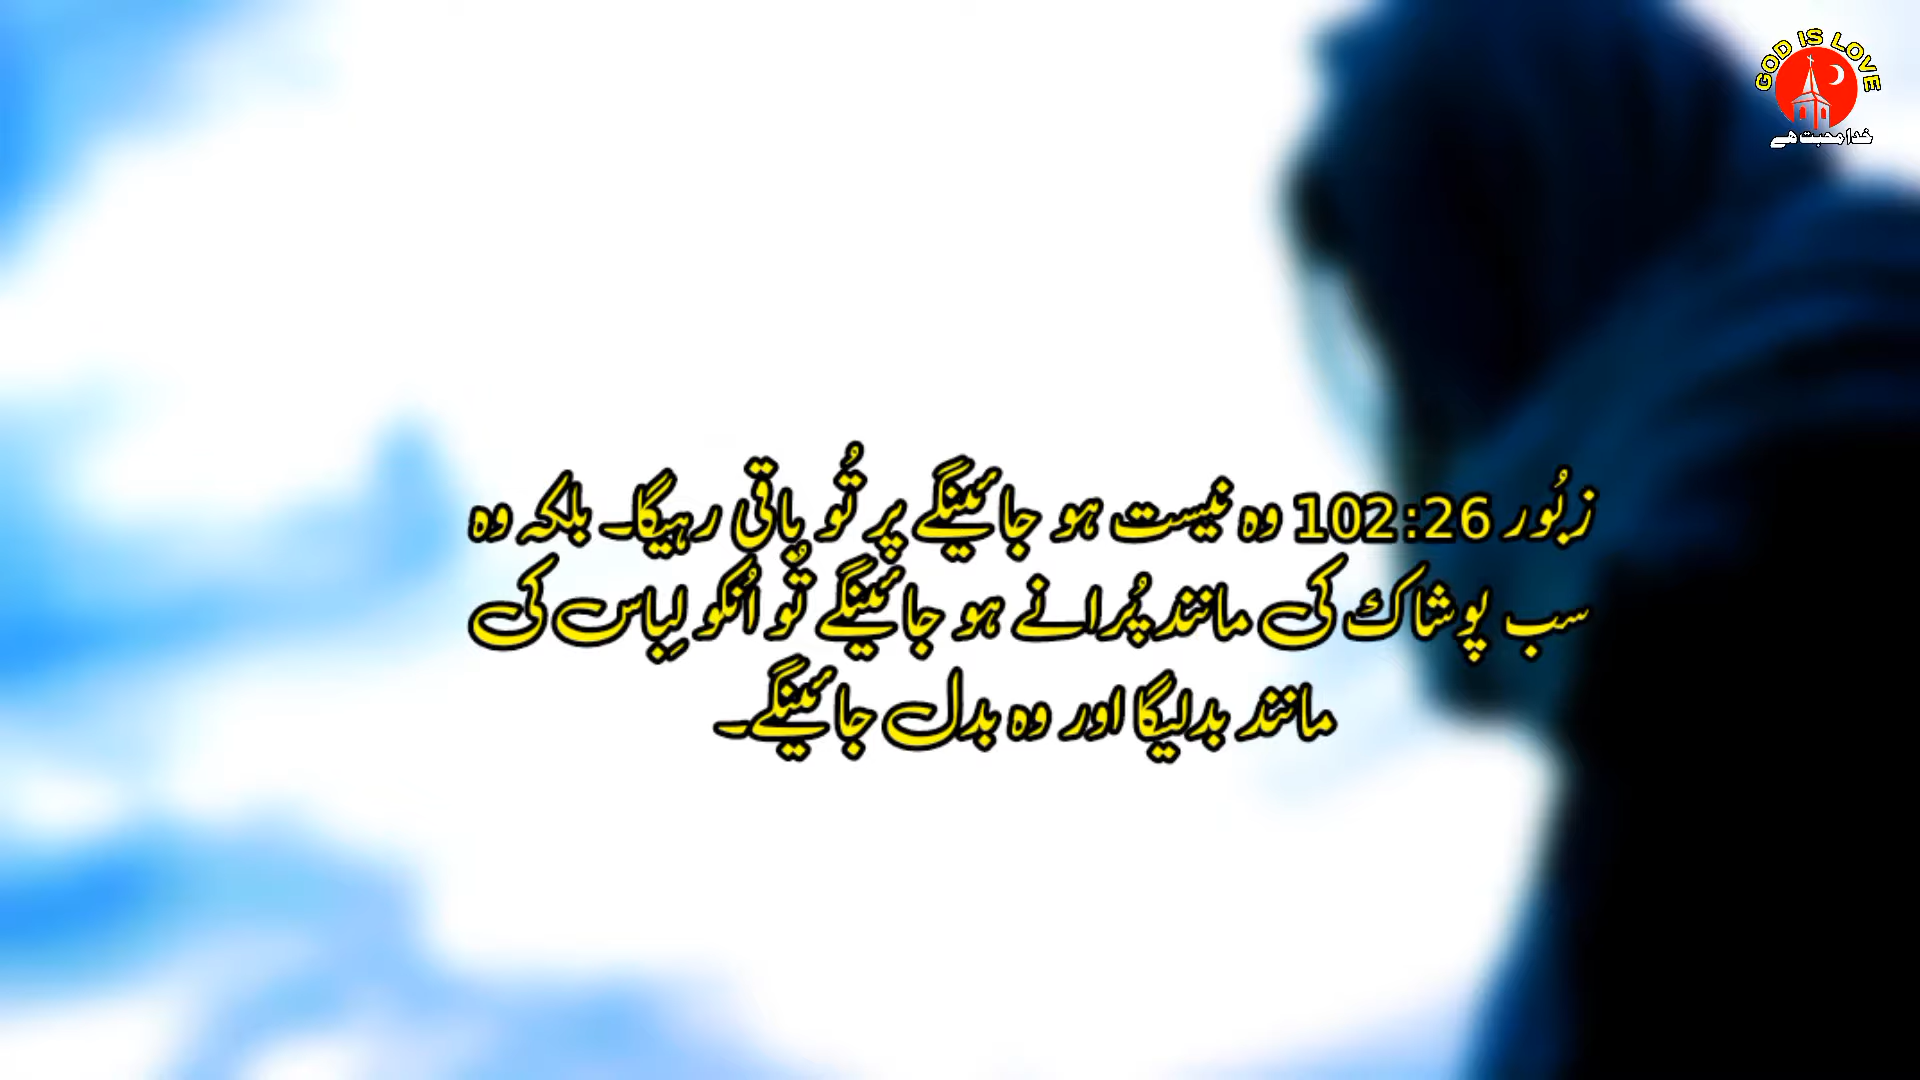 GOD IS LOVE
خدا محبت ہے
زبُور 102:26 وہ نیست ہو جائینگے پر تُو باقی رہیگا۔ بلکہ وہ
سب پوشاک کی مانند پُرانے ہو جائینگے تُو اُنکو لِباس کی
مانند بدلیگا اور وہ بدل جائینگے۔